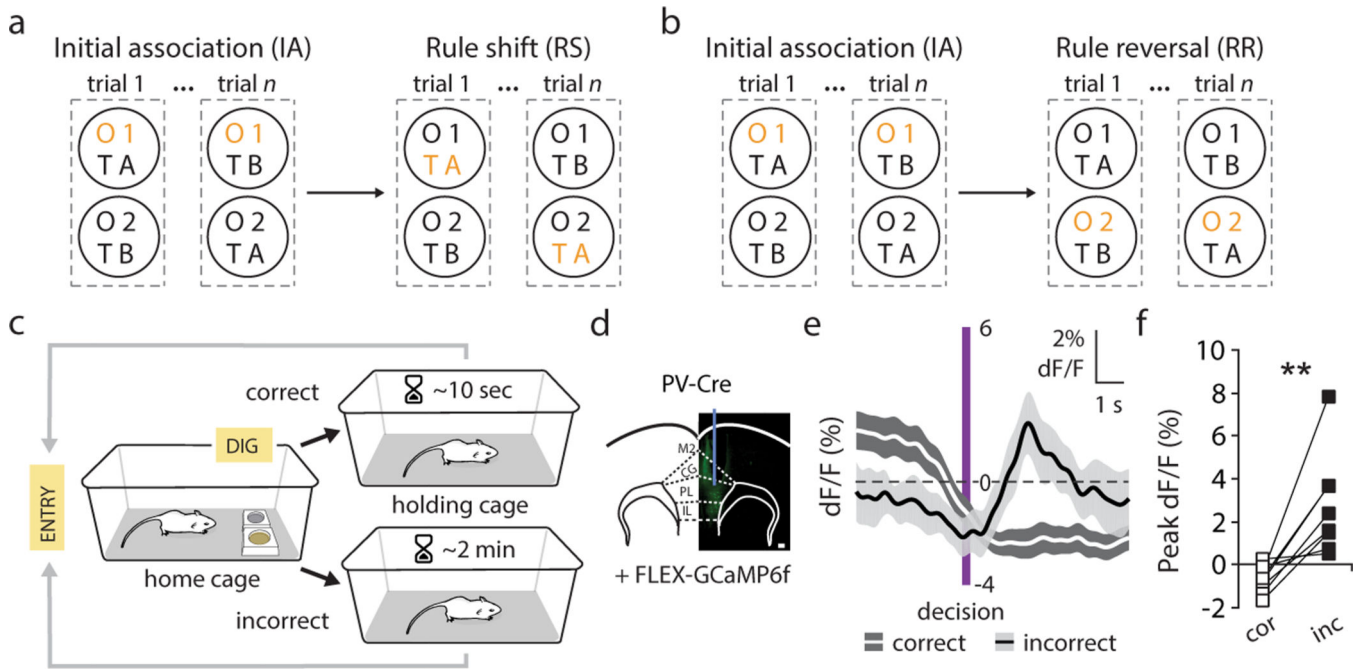 a
Initial association (IA)
Rule shift (RS)
trial 1 ... trial n
trial 1 ... trial n
O 1
T A
O 1
T B
O 1
T A
O 1
T B
O 2
T B
O 2
T A
O 2
T B
O 2
T A
b
Initial association (IA)
Rule reversal (RR)
trial 1 ... trial n
trial 1 ... trial n
O 1
T A
O 1
T B
O 1
T A
O 1
T B
O 2
T B
O 2
T A
O 2
T B
O 2
T A
c
correct
~10 sec
DIG
ENTRY
holding cage
home cage
~2 min
incorrect
d
PV-Cre
M2
CG
PL
IL
+ FLEX-GCaMP6f
e
6
2%
dF/F
1 s
dF/F (%)
0
-4
decision
correct
incorrect
f
10
**
8
6
4
2
0
-2
Peak dF/F (%)
cor
inc